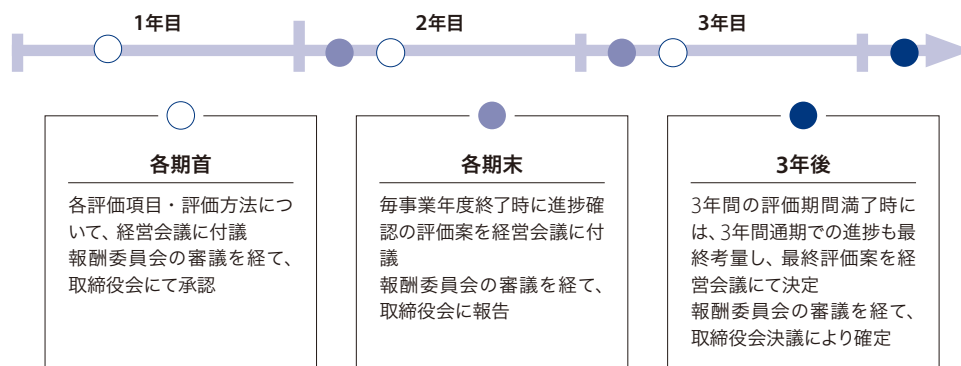 1年目
2年目
3年目
各期首
各評価項目・評価方法につ
いて、経営会議に付議
報酬委員会の審議を経て、
取締役会にて承認
各期末
毎事業年度終了時に進捗確
認の評価案を経営会議に付
議
報酬委員会の審議を経て、
取締役会に報告
3年後
3年間の評価期間満了時に
は、3年間通期での進捗も最
終考量し、最終評価案を経
営会議にて決定
報酬委員会の審議を経て、
取締役会決議により確定